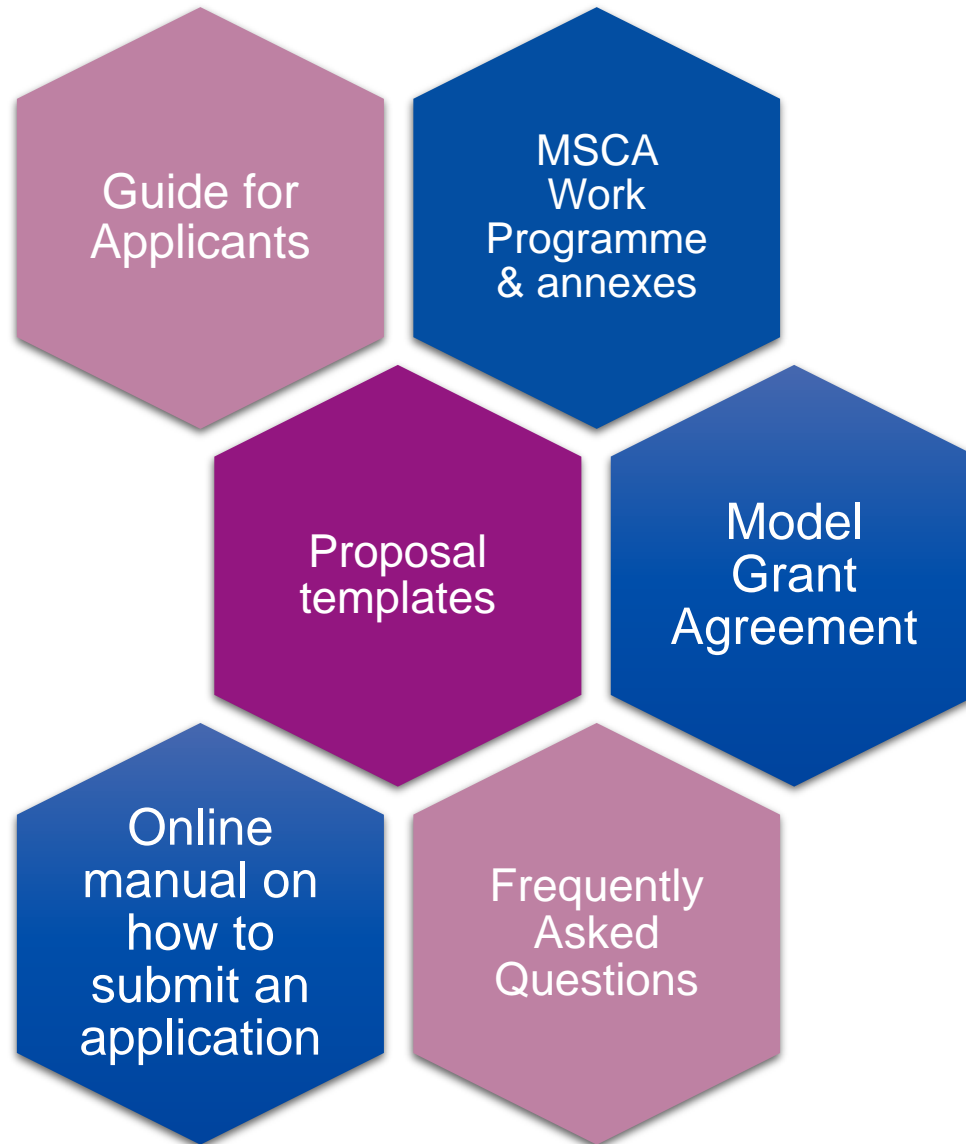 Guide for
Applicants
MSCA
Work
Programme
& annexes
Proposal
templates
Model
Grant
Agreement
Online
manual on
how to
submit an
application
Frequently
Asked
Questions